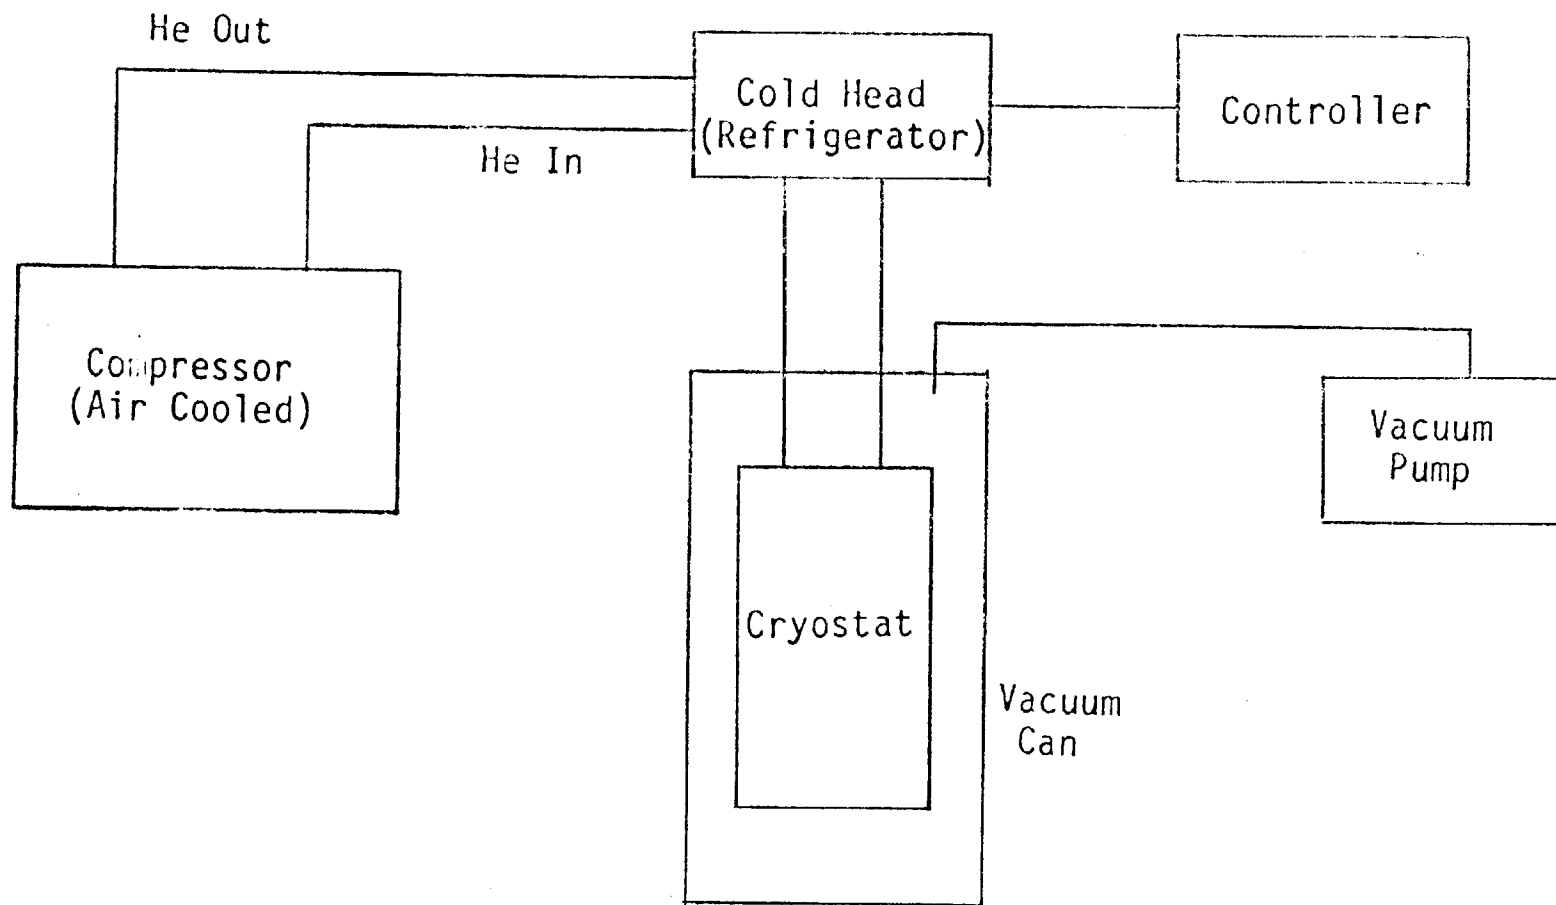 He Out
He In
Cold Head
(Refrigerator)
Controller
Compressor
(Air Cooled)
Vacuum
Pump
Cryostat
Vacuum
Can